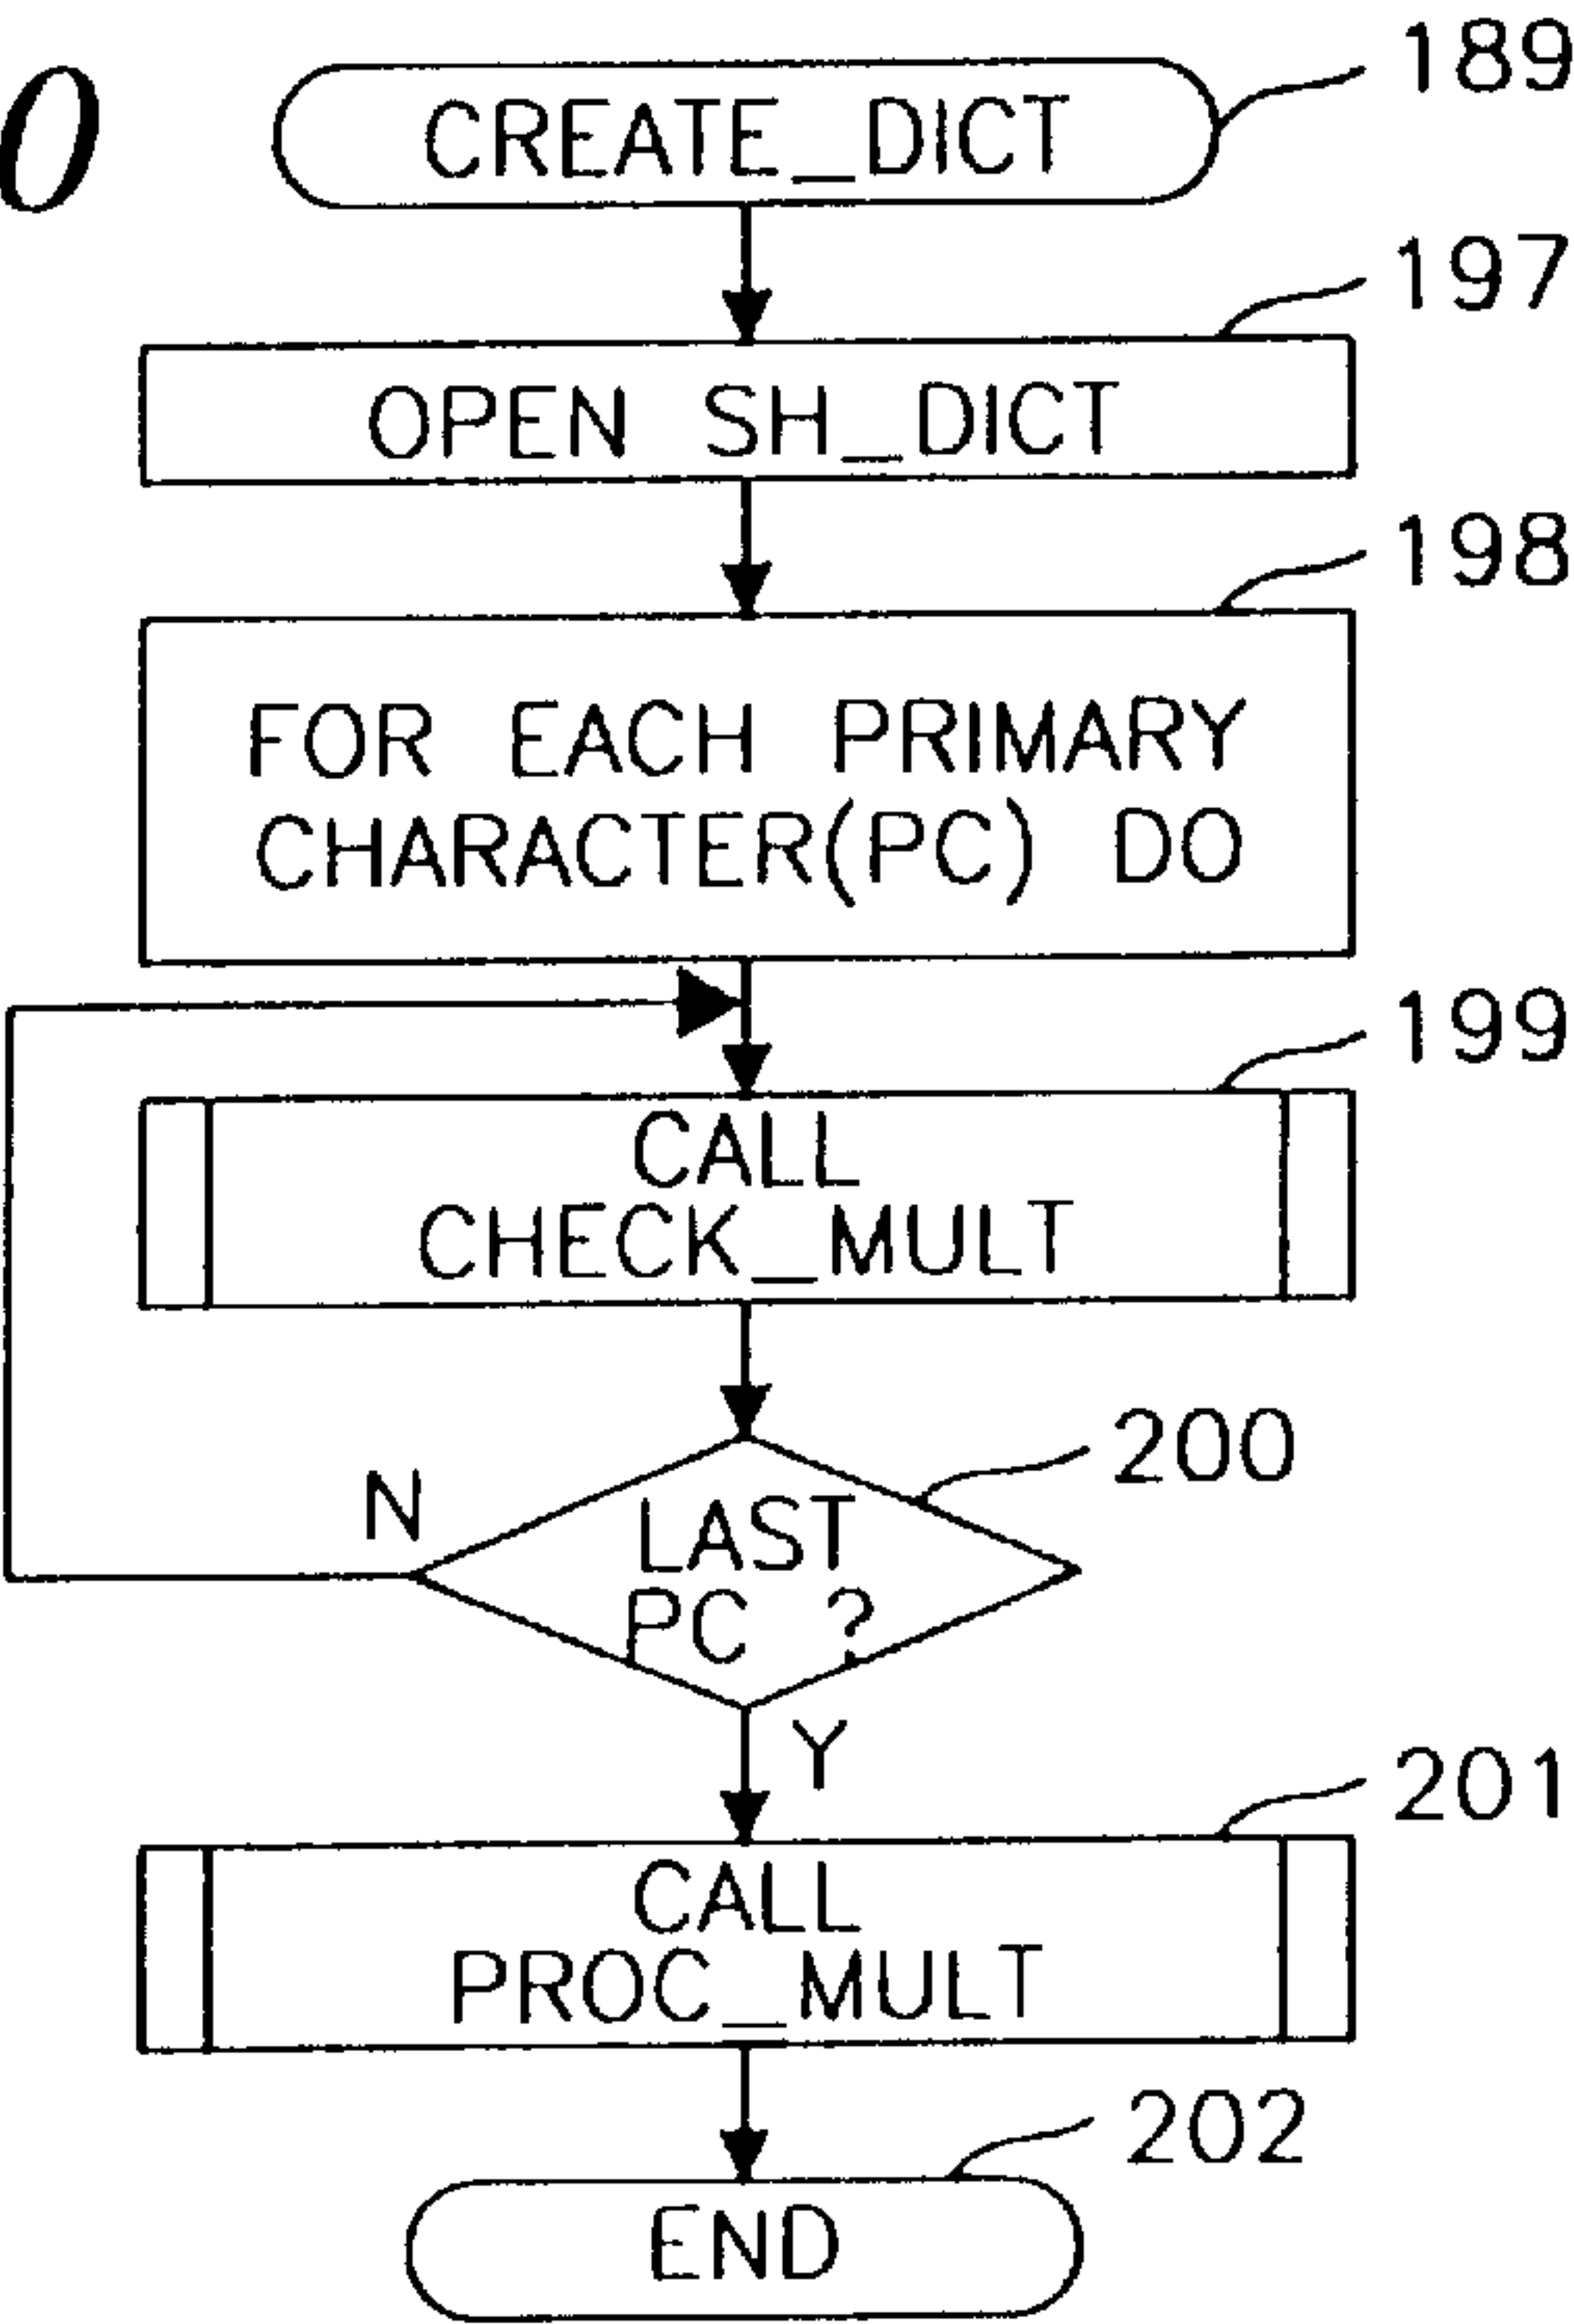 0
CREATE_DICT
189
OPEN SH_DICT
197
FOR EACH PRIMARY
CHARACTER(PC) DO
198
CALL
CHECK_MULT
199
LAST
PC ?
200
N
Y
CALL
PROC_MULT
201
END
202